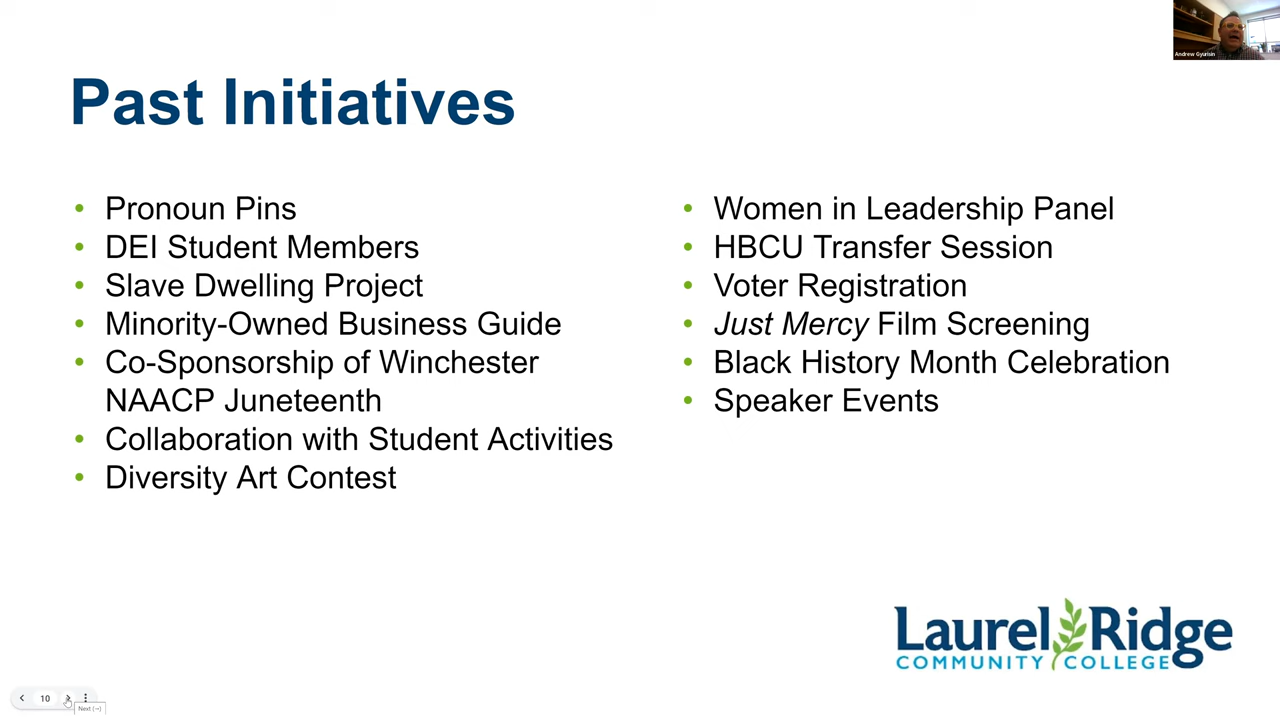 Andrew Gyurisin
Past Initiatives
• Pronoun Pins
• DEI Student Members
• Slave Dwelling Project
• Minority-Owned Business Guide
• Co-Sponsorship of Winchester
NAACP Juneteenth
• Collaboration with Student Activities
• Diversity Art Contest
• Women in Leadership Panel
• HBCU Transfer Session
• Voter Registration
• Just Mercy Film Screening
• Black History Month Celebration
• Speaker Events
Laurel Ridge
COMMUNITY COLLEGE
10
Next (→)